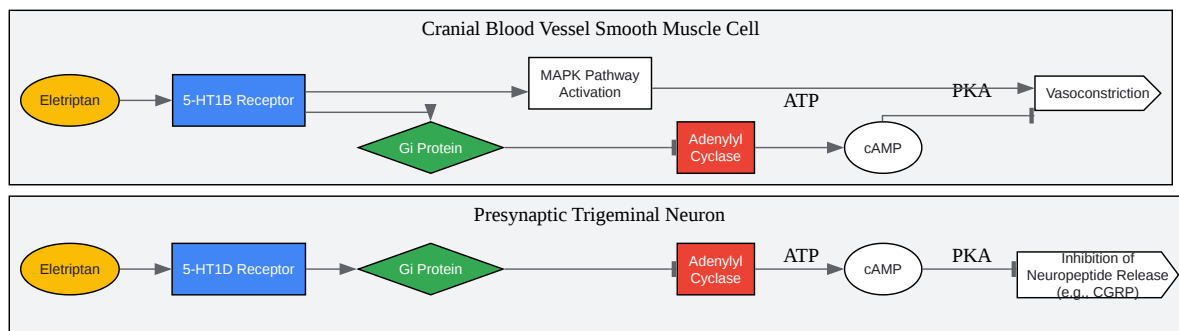 Cranial Blood Vessel Smooth Muscle Cell
Eletriptan
5-HT1B Receptor
MAPK Pathway
Activation
ATP
PKA
Vasoconstriction
Gi Protein
Adenylyl
Cyclase
cAMP
Presynaptic Trigeminal Neuron
Eletriptan
5-HT1D Receptor
Gi Protein
Adenylyl
Cyclase
ATP
cAMP
PKA
Inhibition of
Neuropeptide Release
(e.g., CGRP)